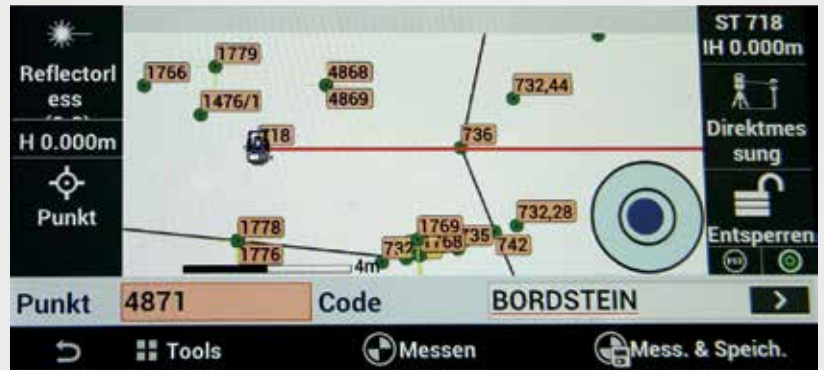 Reflectorl
ess
H 0.000m
Punkt
1766
1779
1476/1
4868
4869
718
736
732,44
1778
1776
4m
732
1769
1768
735
742
732,28
ST 718
IH 0.000m
Direktmes
sung
Entsperren
Punkt 4871 Code BORDSTEIN
Tools Messen Mess. & Speich.